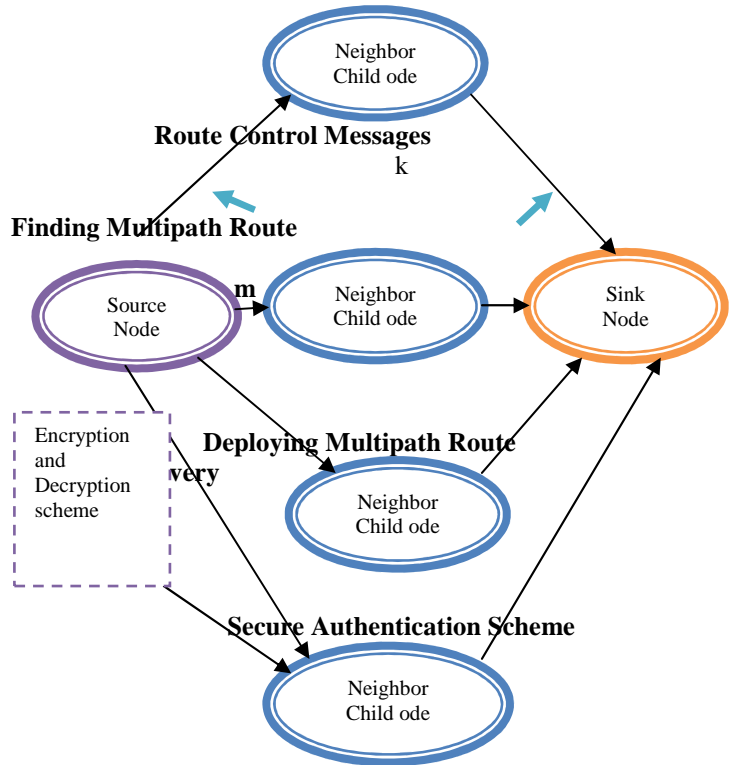 Neighbor
Child ode
Route Control Messages
k
Finding Multipath Route
Source
Node
m
Neighbor
Child ode
Sink
Node
Encryption
and
Decryption
scheme
Deploying Multipath Route
very
Neighbor
Child ode
Secure Authentication Scheme
Neighbor
Child ode